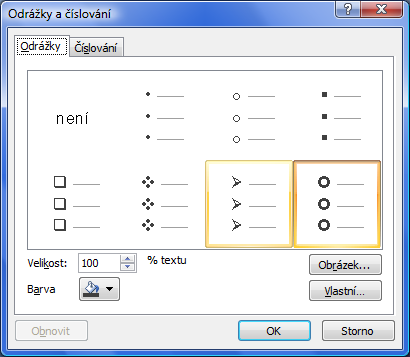 Odrážky a číslování
Odrážky
Číslování
není
Velikost: 100 % textu
Obrázek...
Barva
Vlastní...
Obnovit
OK
Storno